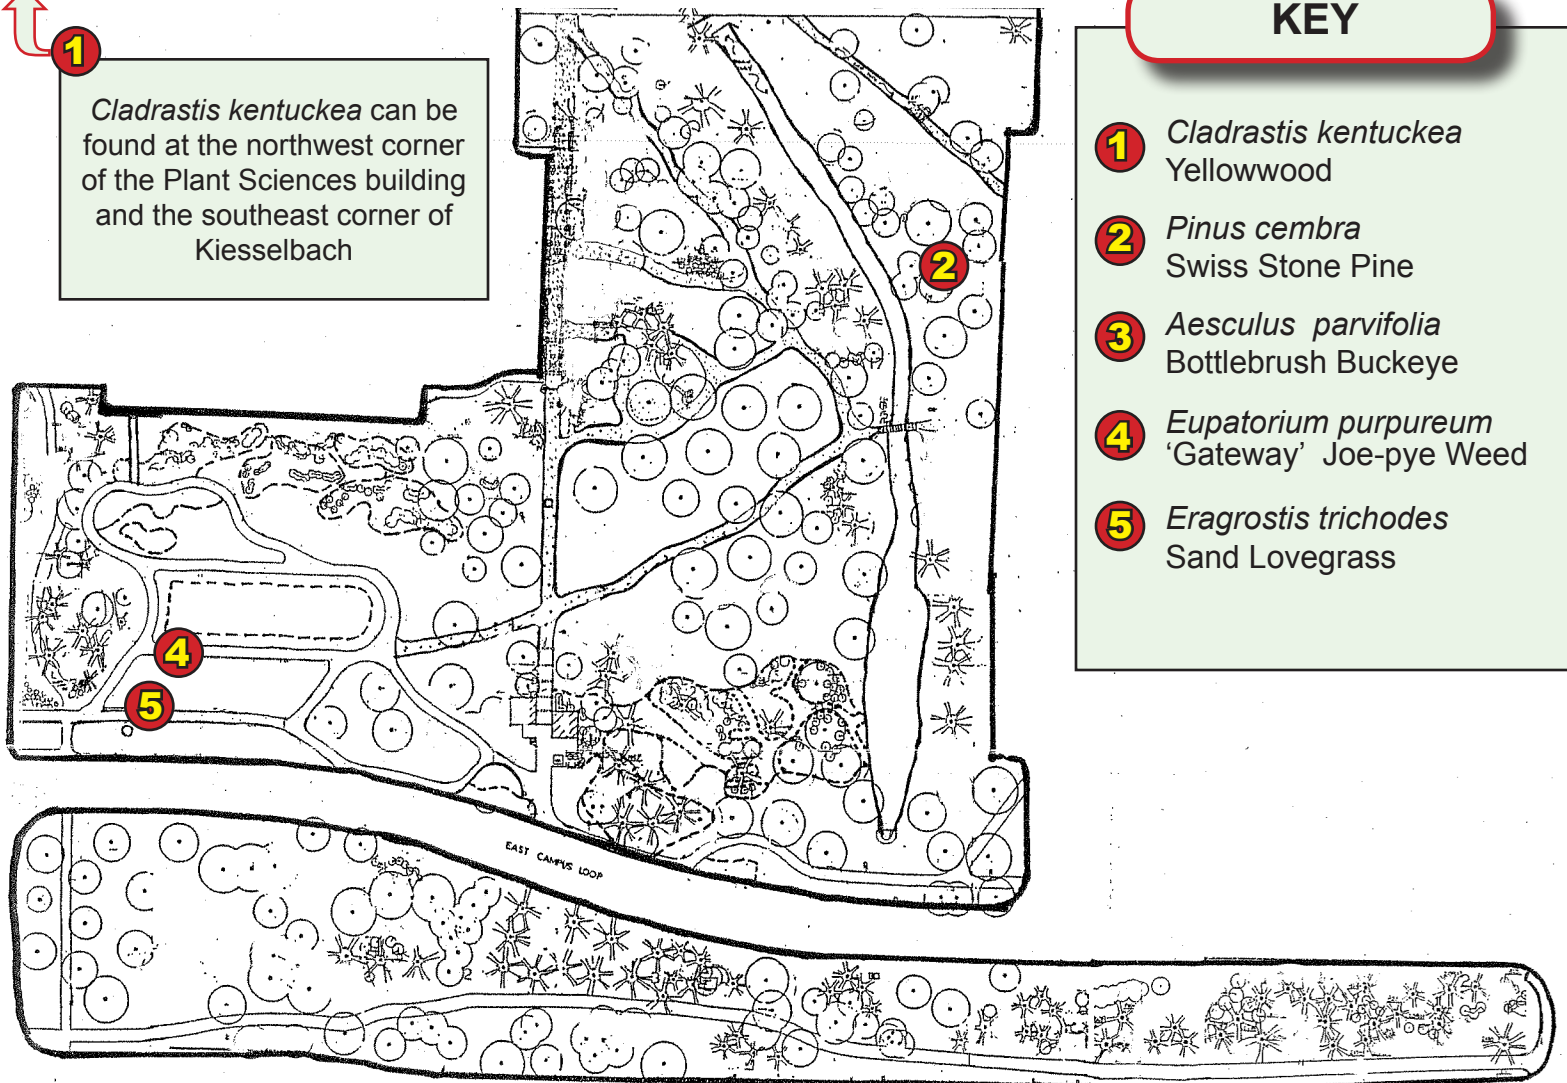 1
Cladrastis kentuckea can be
found at the northwest corner
of the Plant Sciences building
and the southeast corner of
Kiesselbach
KEY
1 Cladrastis kentuckea
Yellowwood
2 Pinus cembra
Swiss Stone Pine
3 Aesculus parvifolia
Bottlebrush Buckeye
4 Eupatorium purpureum
‘Gateway’ Joe-pye Weed
5 Eragrostis trichodes
Sand Lovegrass
2
4
5
EAST CAMPUS LOOP